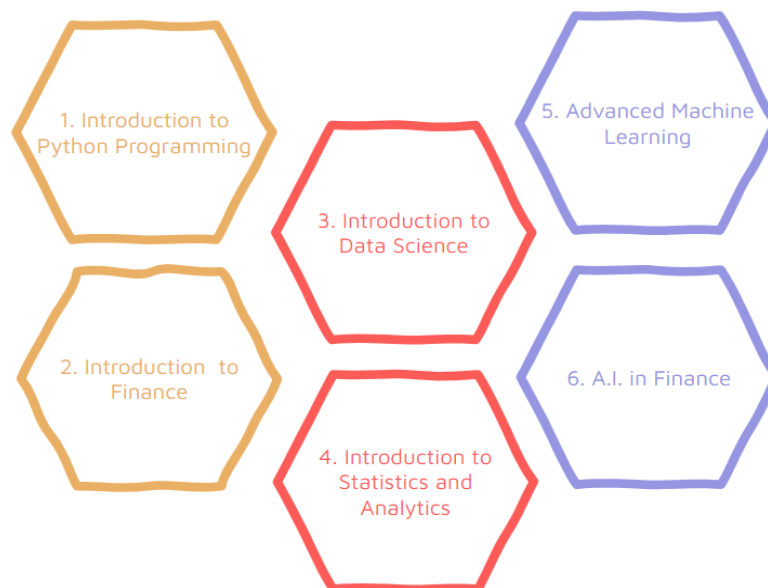 1. Introduction to
Python Programming
2. Introduction to
Finance
3. Introduction to
Data Science
4. Introduction to
Statistics and
Analytics
5. Advanced Machine
Learning
6. A.I. in Finance